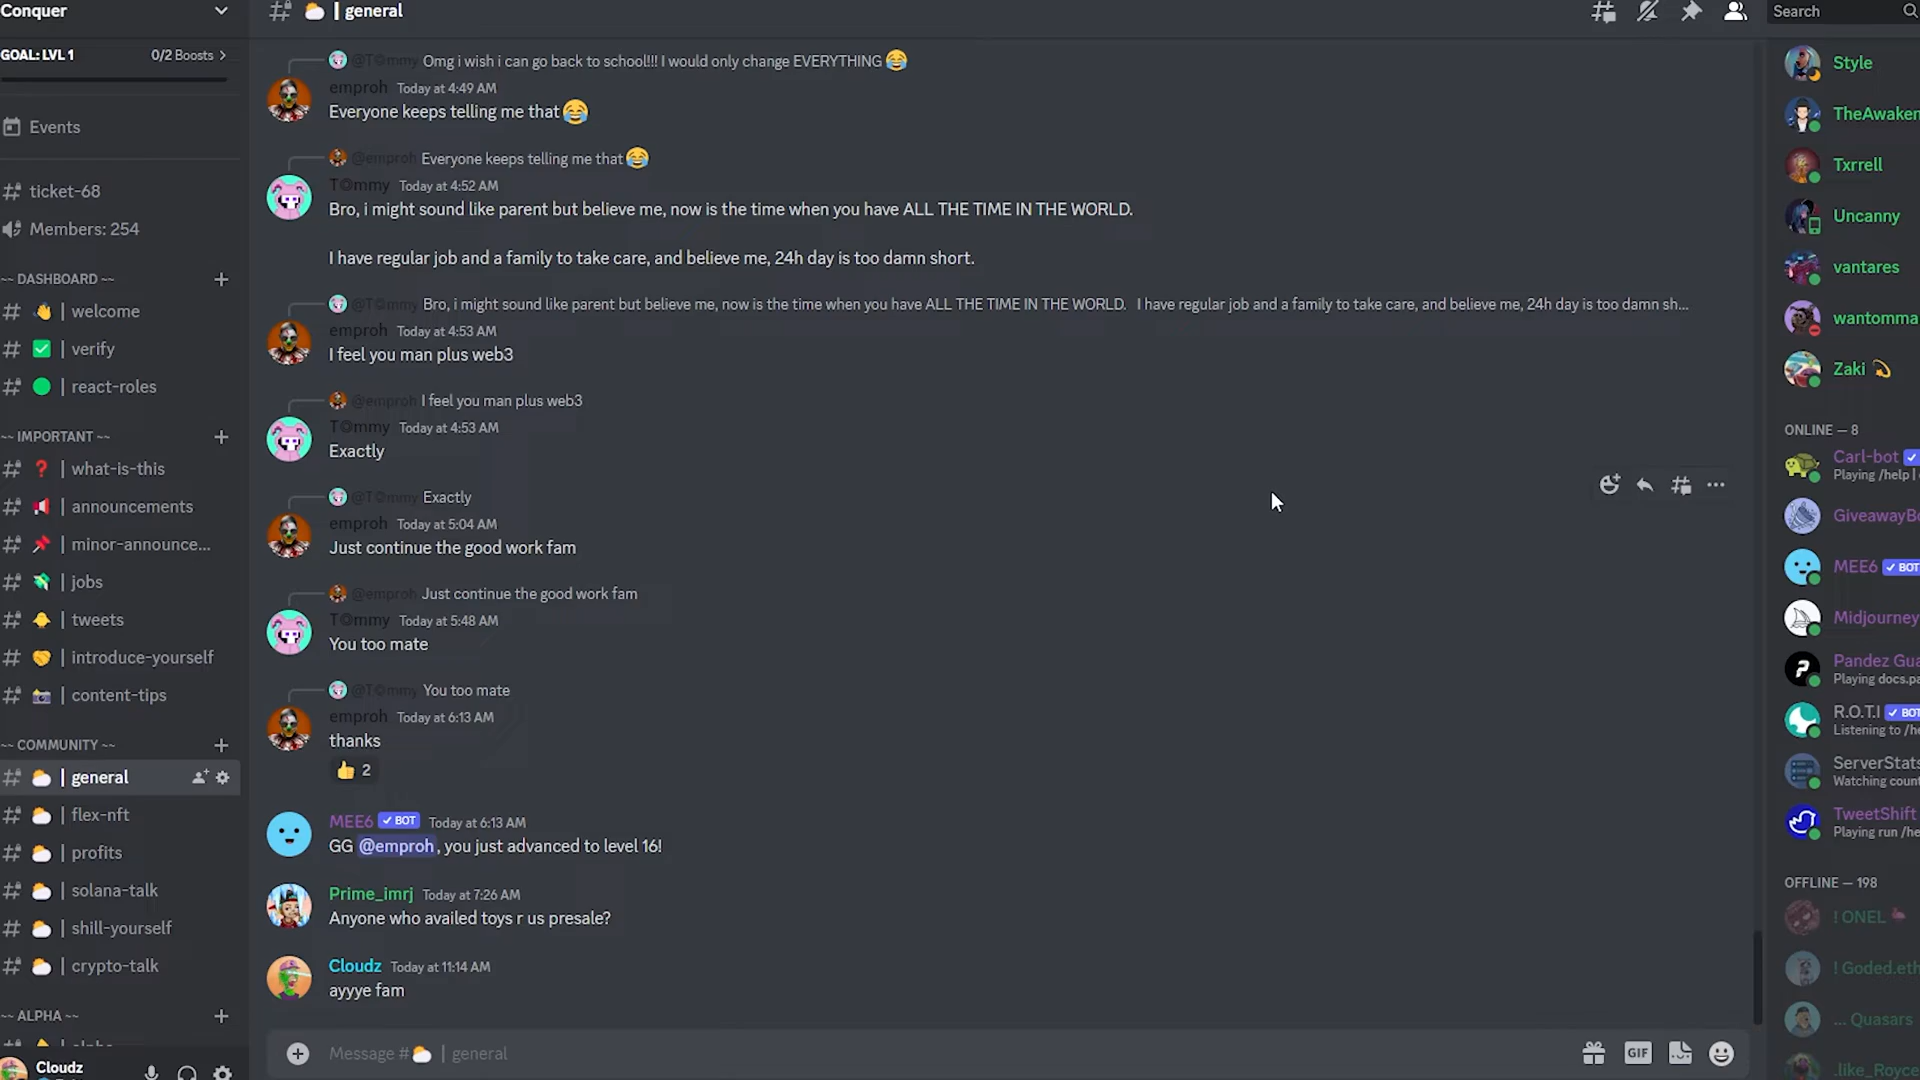 Conquer
GOAL: LVL 1
0/2 Boosts
Events
ticket-68
Members: 254
~~ DASHBOARD ~~
| welcome
| verify
| react-roles
~~ IMPORTANT ~~
| what-is-this
| announcements
| minor-announce...
| jobs
| tweets
| introduce-yourself
| content-tips
~~ COMMUNITY ~~
| general
| flex-nft
| profits
| solana-talk
| shill-yourself
| crypto-talk
~~ ALPHA ~~
Cloudz
| general
Search
@T©mmy Omg i wish i can go back to school!!! I would only change EVERYTHING 😂
emproh Today at 4:49 AM
Everyone keeps telling me that 😂
@emproh Everyone keeps telling me that 😂
T©mmy Today at 4:52 AM
Bro, i might sound like parent but believe me, now is the time when you have ALL THE TIME IN THE WORLD.
I have regular job and a family to take care, and believe me, 24h day is too damn short.
@T©mmy Bro, i might sound like parent but believe me, now is the time when you have ALL THE TIME IN THE WORLD. I have regular job and a family to take care, and believe me, 24h day is too damn sh...
emproh Today at 4:53 AM
I feel you man plus web3
@emproh I feel you man plus web3
T©mmy Today at 4:53 AM
Exactly
@T©mmy Exactly
emproh Today at 5:04 AM
Just continue the good work fam
@emproh Just continue the good work fam
T©mmy Today at 5:48 AM
You too mate
@T©mmy You too mate
emproh Today at 6:13 AM
thanks
👍 2
MEE6 ✓ BOT Today at 6:13 AM
GG @emproh, you just advanced to level 16!
Prime_imrj Today at 7:26 AM
Anyone who availed toys r us presale?
Cloudz Today at 11:14 AM
ayyye fam
Message #⛅ | general
GIF
Style
TheAwaken
Txrrell
Uncanny
vantares
wantomma
Zaki 💫
ONLINE — 8
Carl-bot
Playing /help |
GiveawayBo
MEE6 ✓ BOT
Midjourney
Pandez Gua
Playing docs.pa
R.O.T.I ✓ BOT
Listening to /he
ServerStats
Watching count
TweetShift
Playing run /he
OFFLINE — 198
! ONEL 🦩
! Goded.eth
... Quasars
.like_Royce